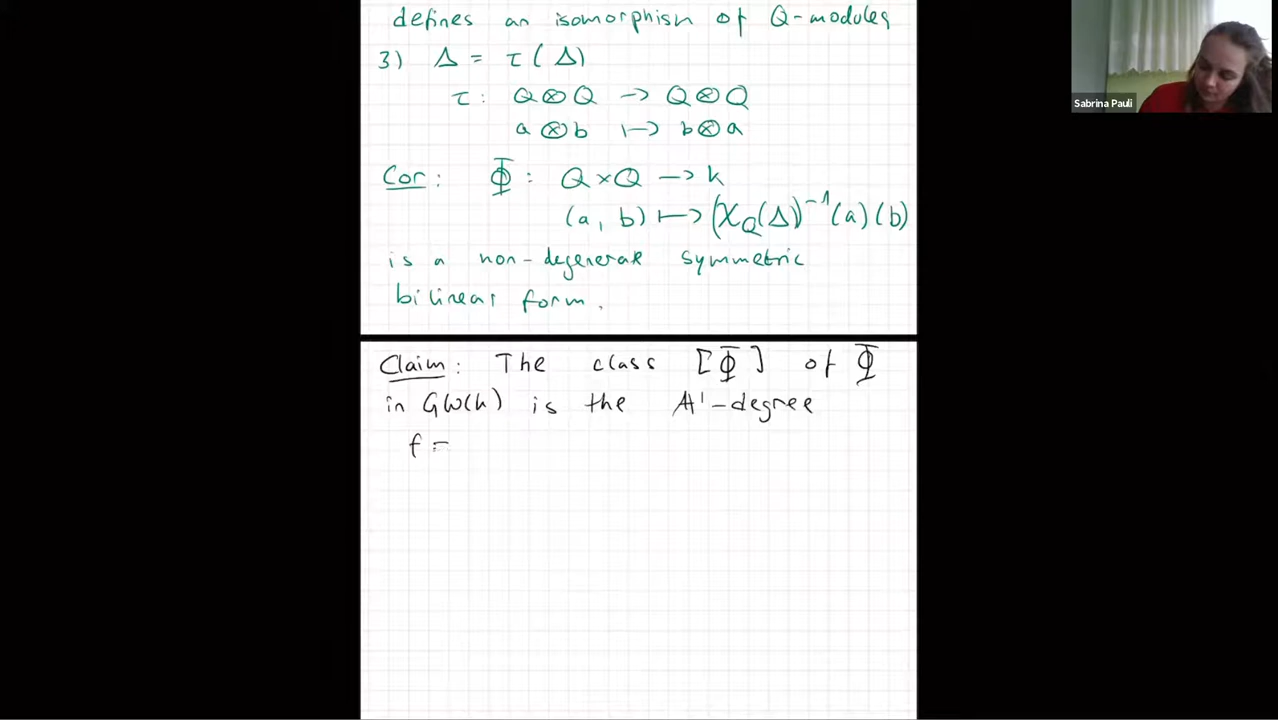 defines an isomorphism of Q-modules
3) Δ = τ(Δ)
τ: Q⊗Q → Q⊗Q
a⊗b ↦ b⊗a
Cor: Φ: Q×Q → k
(a, b) ↦ (χ_Q(Δ))^{-1}(a)(b)
is a non-degenerate symmetric
bilinear form.
Claim: The class [Φ] of Φ
in GW(k) is the A¹-degree
f =
Sabrina Pauli